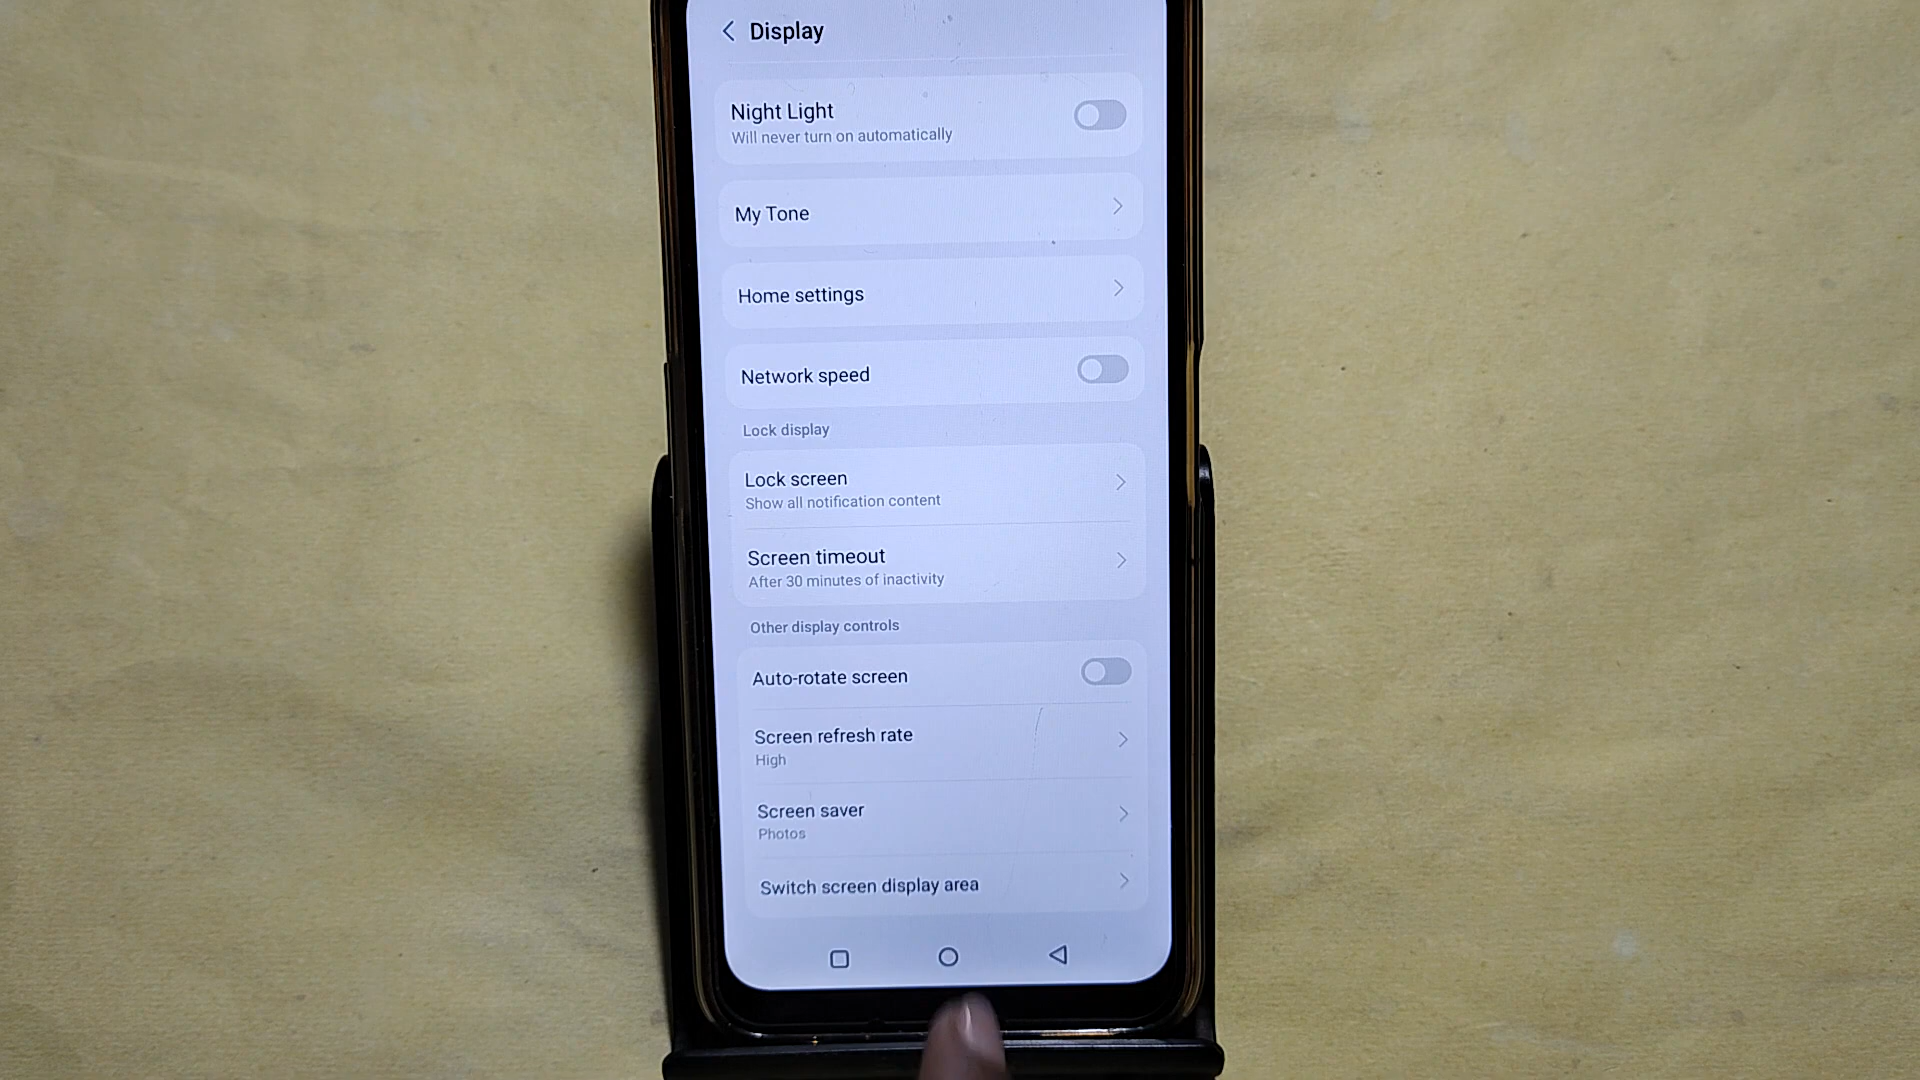 Display
Night Light
Will never turn on automatically
My Tone
Home settings
Network speed
Lock display
Lock screen
Show all notification content
Screen timeout
After 30 minutes of inactivity
Other display controls
Auto-rotate screen
Screen refresh rate
High
Screen saver
Photos
Switch screen display area